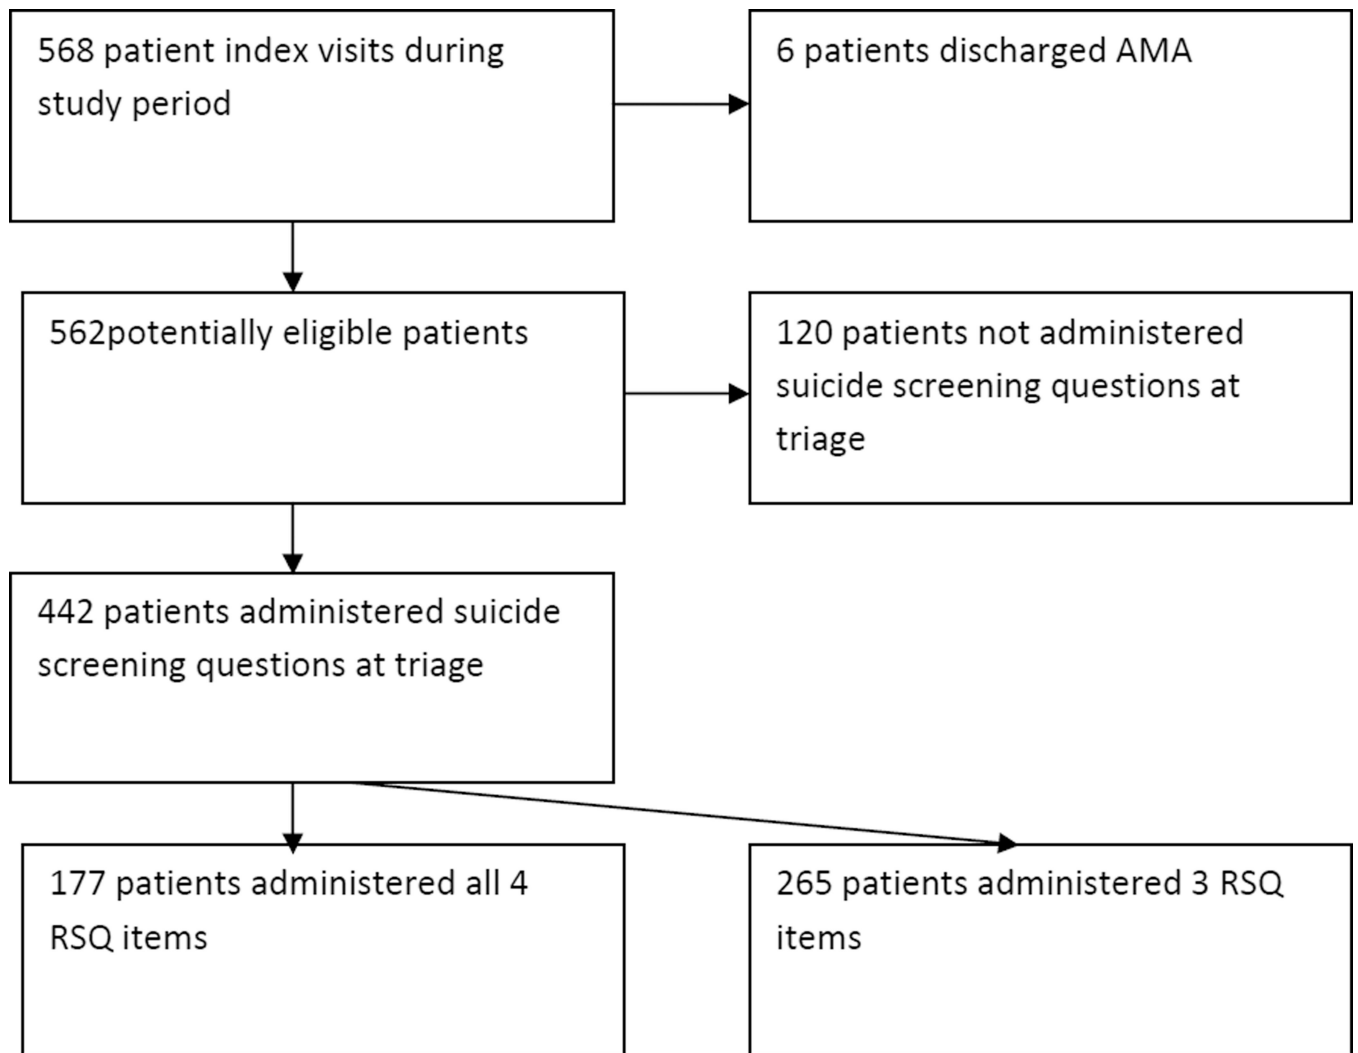 568 patient index visits during
study period
6 patients discharged AMA
562potentially eligible patients
120 patients not administered
suicide screening questions at
triage
442 patients administered suicide
screening questions at triage
177 patients administered all 4
RSQ items
265 patients administered 3 RSQ
items